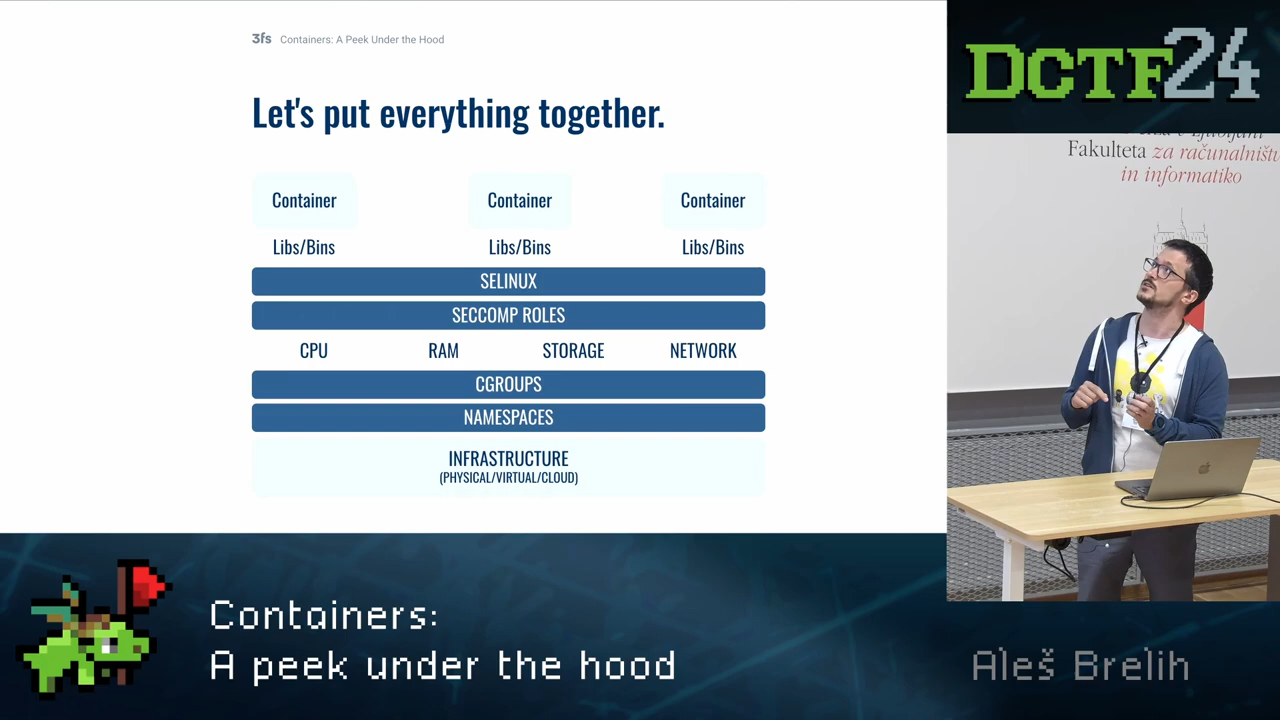 3fs Containers: A Peek Under the Hood
Let's put everything together.
Container Container Container
Libs/Bins Libs/Bins Libs/Bins
SELINUX
SECCOMP ROLES
CPU RAM STORAGE NETWORK
CGROUPS
NAMESPACES
INFRASTRUCTURE
(PHYSICAL/VIRTUAL/CLOUD)
DCTF24
Fakulteta za računalništv
in informatiko
Containers:
A peek under the hood
Aleš Brelih